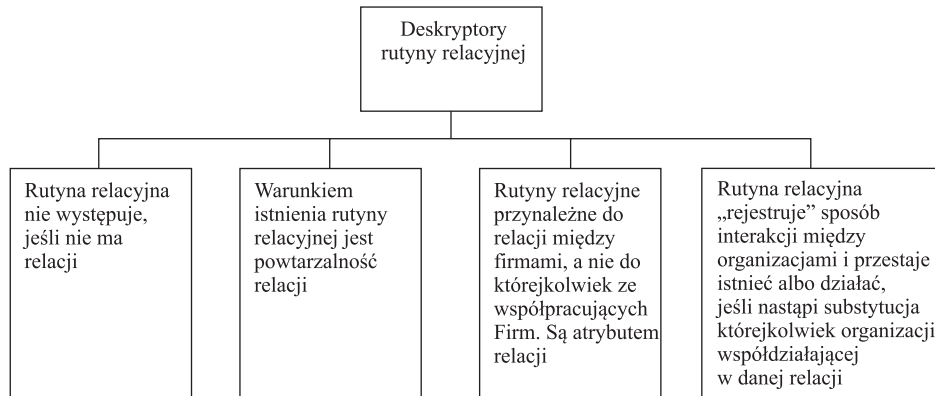 Deskryptory
rutyny relacyjnej
Rutyna relacyjna
nie występuje,
jeśli nie ma
relacji
Warunkiem
istnienia rutyny
relacyjnej jest
powtarzalność
relacji
Rutyny relacyjne
przynależne do
relacji między
firmami, a nie do
którejkolwiek ze
współpracujących
Firm. Są atrybutem
relacji
Rutyna relacyjna
„rejestruje” sposób
interakcji między
organizacjami i przestaje
istnieć albo działać,
jeśli nastąpi substytucja
którejkolwiek organizacji
współdziałającej
w danej relacji